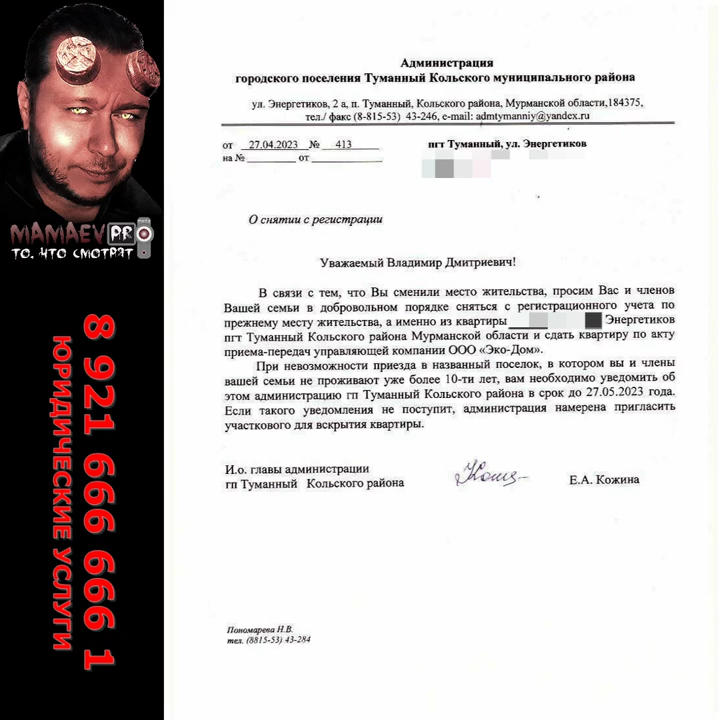 MAMAEV PRO
ТО, ЧТО СМОТРЯТ
8 921 666 666 1
ЮРИДИЧЕСКИЕ УСЛУГИ
Администрация
городского поселения Туманный Кольского муниципального района
ул. Энергетиков, 2 а, п. Туманный, Кольского района, Мурманской области,184375,
тел./ факс (8-815-53) 43-246, e-mail: admtymanniy@yandex.ru
от 27.04.2023 № 413
на № от
пгт Туманный, ул. Энергетиков
О снятии с регистрации
Уважаемый Владимир Дмитриевич!
В связи с тем, что Вы сменили место жительства, просим Вас и членов
Вашей семьи в добровольном порядке сняться с регистрационного учета по
прежнему месту жительства, а именно из квартиры Энергетиков
пгт Туманный Кольского района Мурманской области и сдать квартиру по акту
приема-передач управляющей компании ООО «Эко-Дом».
При невозможности приезда в названный поселок, в котором вы и члены
вашей семьи не проживают уже более 10-ти лет, вам необходимо уведомить об
этом администрацию гп Туманный Кольского района в срок до 27.05.2023 года.
Если такого уведомления не поступит, администрация намерена пригласить
участкового для вскрытия квартиры.
И.о. главы администрации
гп Туманный Кольского района
Е.А. Кожина
Пономарева Н.В.
тел. (8815-53) 43-284